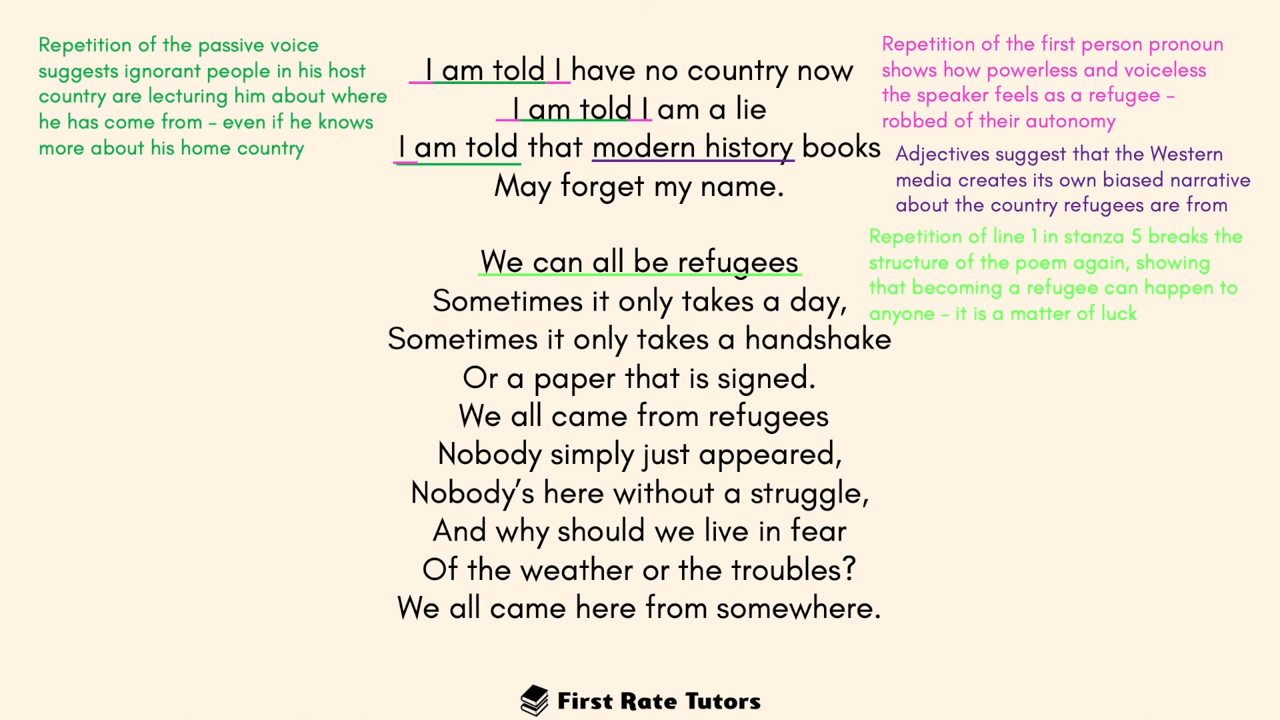 Repetition of the passive voice
suggests ignorant people in his host
country are lecturing him about where
he has come from – even if he knows
more about his home country
I am told I have no country now
I am told I am a lie
I am told that modern history books
May forget my name.
We can all be refugees
Sometimes it only takes a day,
Sometimes it only takes a handshake
Or a paper that is signed.
We all came from refugees
Nobody simply just appeared,
Nobody's here without a struggle,
And why should we live in fear
Of the weather or the troubles?
We all came here from somewhere.
Repetition of the first person pronoun
shows how powerless and voiceless
the speaker feels as a refugee –
robbed of their autonomy
Adjectives suggest that the Western
media creates its own biased narrative
about the country refugees are from
Repetition of line 1 in stanza 5 breaks the
structure of the poem again, showing
that becoming a refugee can happen to
anyone – it is a matter of luck
First Rate Tutors